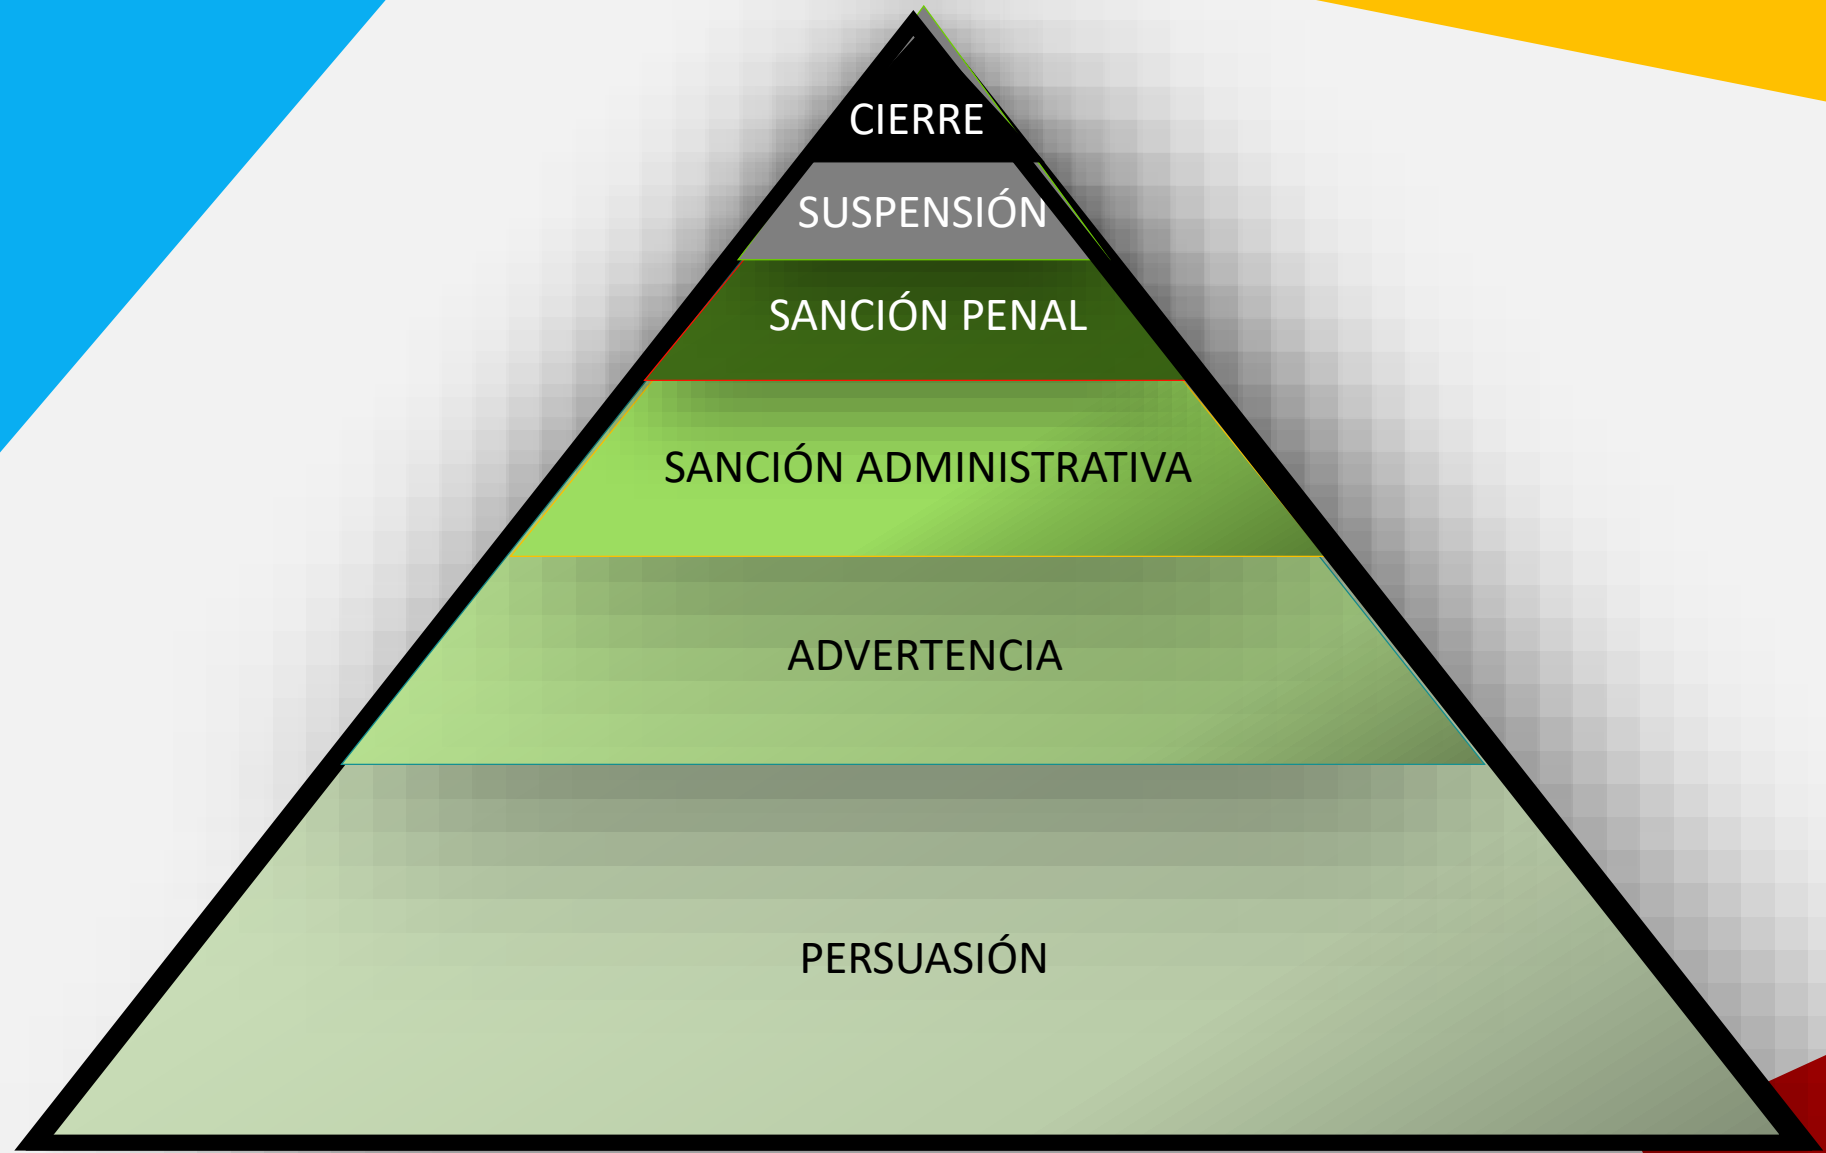 CIERRE
SUSPENSIÓN
SANCIÓN PENAL
SANCIÓN ADMINISTRATIVA
ADVERTENCIA
PERSUASIÓN